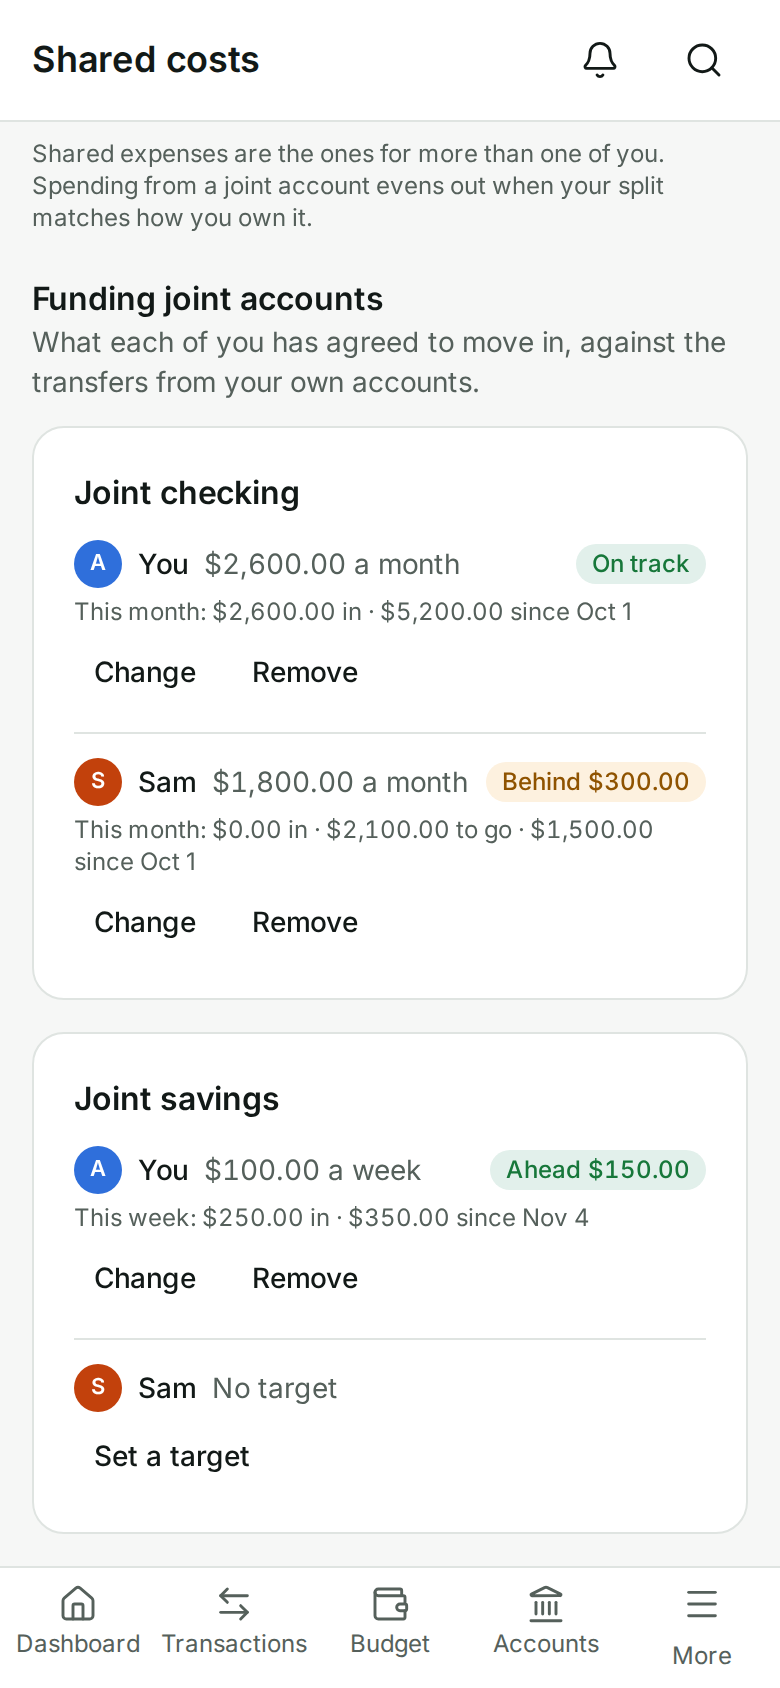 Shared costs
Shared expenses are the ones for more than one of you.
Spending from a joint account evens out when your split
matches how you own it.
Funding joint accounts
What each of you has agreed to move in, against the
transfers from your own accounts.
Joint checking
A You $2,600.00 a month On track
This month: $2,600.00 in · $5,200.00 since Oct 1
Change Remove
S Sam $1,800.00 a month Behind $300.00
This month: $0.00 in · $2,100.00 to go · $1,500.00
since Oct 1
Change Remove
Joint savings
A You $100.00 a week Ahead $150.00
This week: $250.00 in · $350.00 since Nov 4
Change Remove
S Sam No target
Set a target
Dashboard Transactions Budget Accounts More